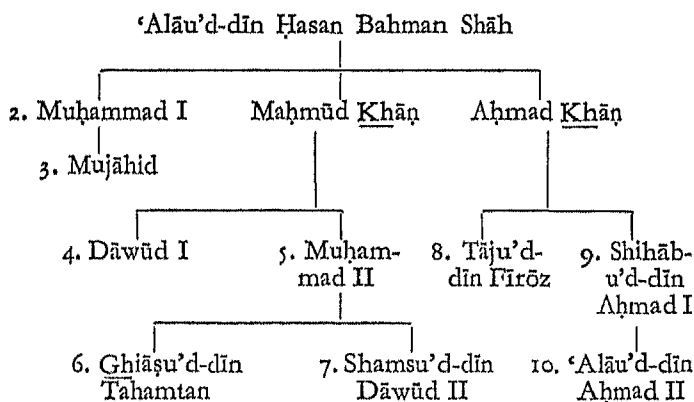 ‘Alāu’d-dīn Ḥasan Bahman Shāh
2. Muḥammad I Maḥmūd Khāṇ Aḥmad Khāṇ
3. Mujāhid
4. Dāwūd I 5. Muḥam- 8. Tāju’d- 9. Shihāb-
mad II dīn Fīrōz u’d-dīn
Aḥmad I
6. Ghiāṣu’d-dīn 7. Shamsu’d-dīn 10. ‘Alāu’d-dīn
Tahamtan Dāwūd II Aḥmad II